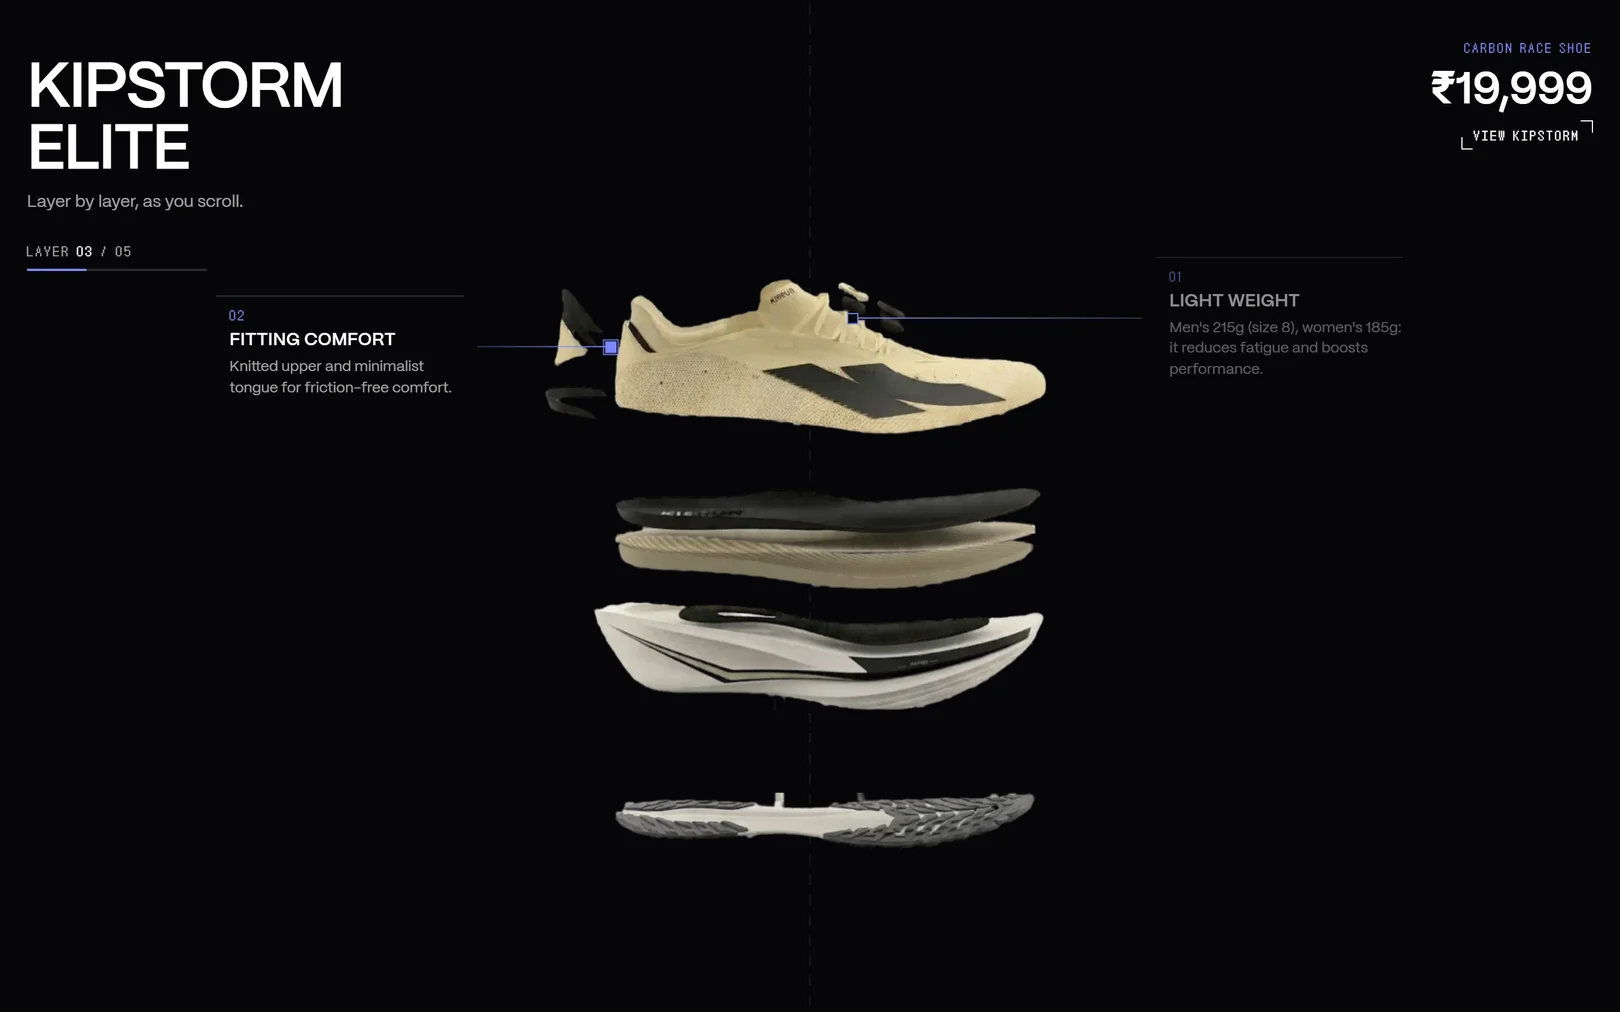 KIPSTORM
ELITE
Layer by layer, as you scroll.
LAYER 03 / 05
CARBON RACE SHOE
₹19,999
VIEW KIPSTORM
02
FITTING COMFORT
Knitted upper and minimalist
tongue for friction-free comfort.
01
LIGHT WEIGHT
Men's 215g (size 8), women's 185g:
it reduces fatigue and boosts
performance.